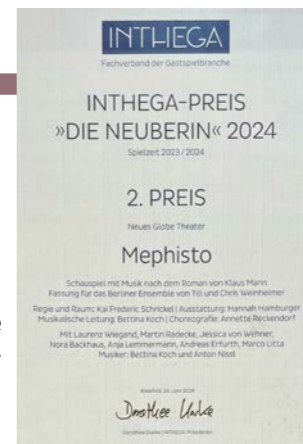 INTHEGA
Fachverband der Gastspielbranche
INTHEGA-PREIS
»DIE NEUBERIN« 2024
Spielzeit 2023/2024
2. PREIS
Neues Globe Theater
Mephisto
Schauspiel mit Musik nach dem Roman von Klaus Mann
Fassung für das Berliner Ensemble von Till und Chris Weinheimer
Regie und Raum: Kai Frederic Schrickel | Ausstattung: Hannah Hamburger
Musikalische Leitung: Bettina Koch | Choreografie: Annette Reckendorf
Mit Laurenz Wiegand, Martin Radecke, Jessica von Wehner,
Nora Backhaus, Anja Lemmermann, Andreas Erfurth, Marco Litta
Musiker: Bettina Koch und Anton Nissl
Bielefeld, 2024
Dorothee Starke | INTHEGA-Präsidentin